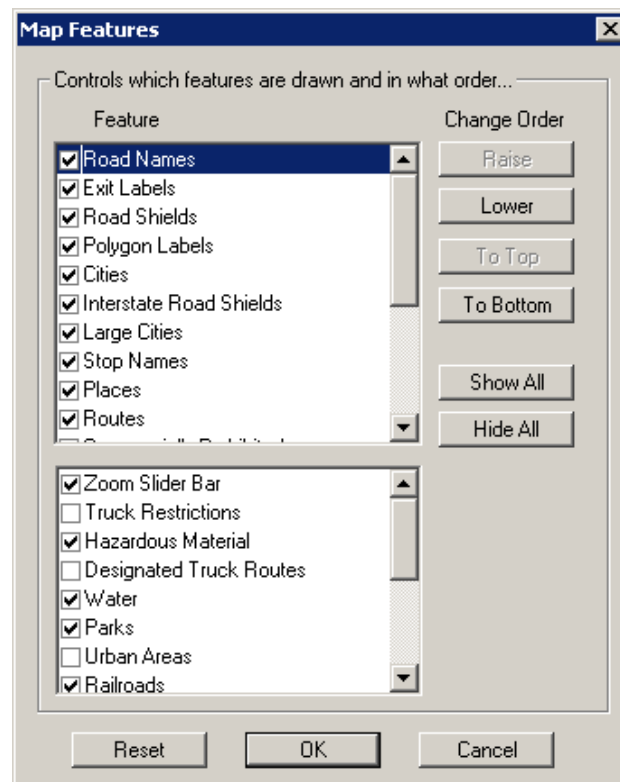 Map Features
Controls which features are drawn and in what order...
Feature
Change Order
Road Names
Exit Labels
Road Shields
Polygon Labels
Cities
Interstate Road Shields
Large Cities
Stop Names
Places
Routes
Raise
Lower
To Top
To Bottom
Show All
Hide All
Zoom Slider Bar
Truck Restrictions
Hazardous Material
Designated Truck Routes
Water
Parks
Urban Areas
Railroads
Reset
OK
Cancel